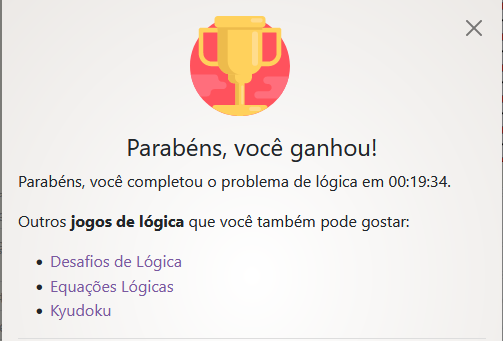 Parabéns, você ganhou!
Parabéns, você completou o problema de lógica em 00:19:34.
Outros jogos de lógica que você também pode gostar:
Desafios de Lógica
Equações Lógicas
Kyudoku